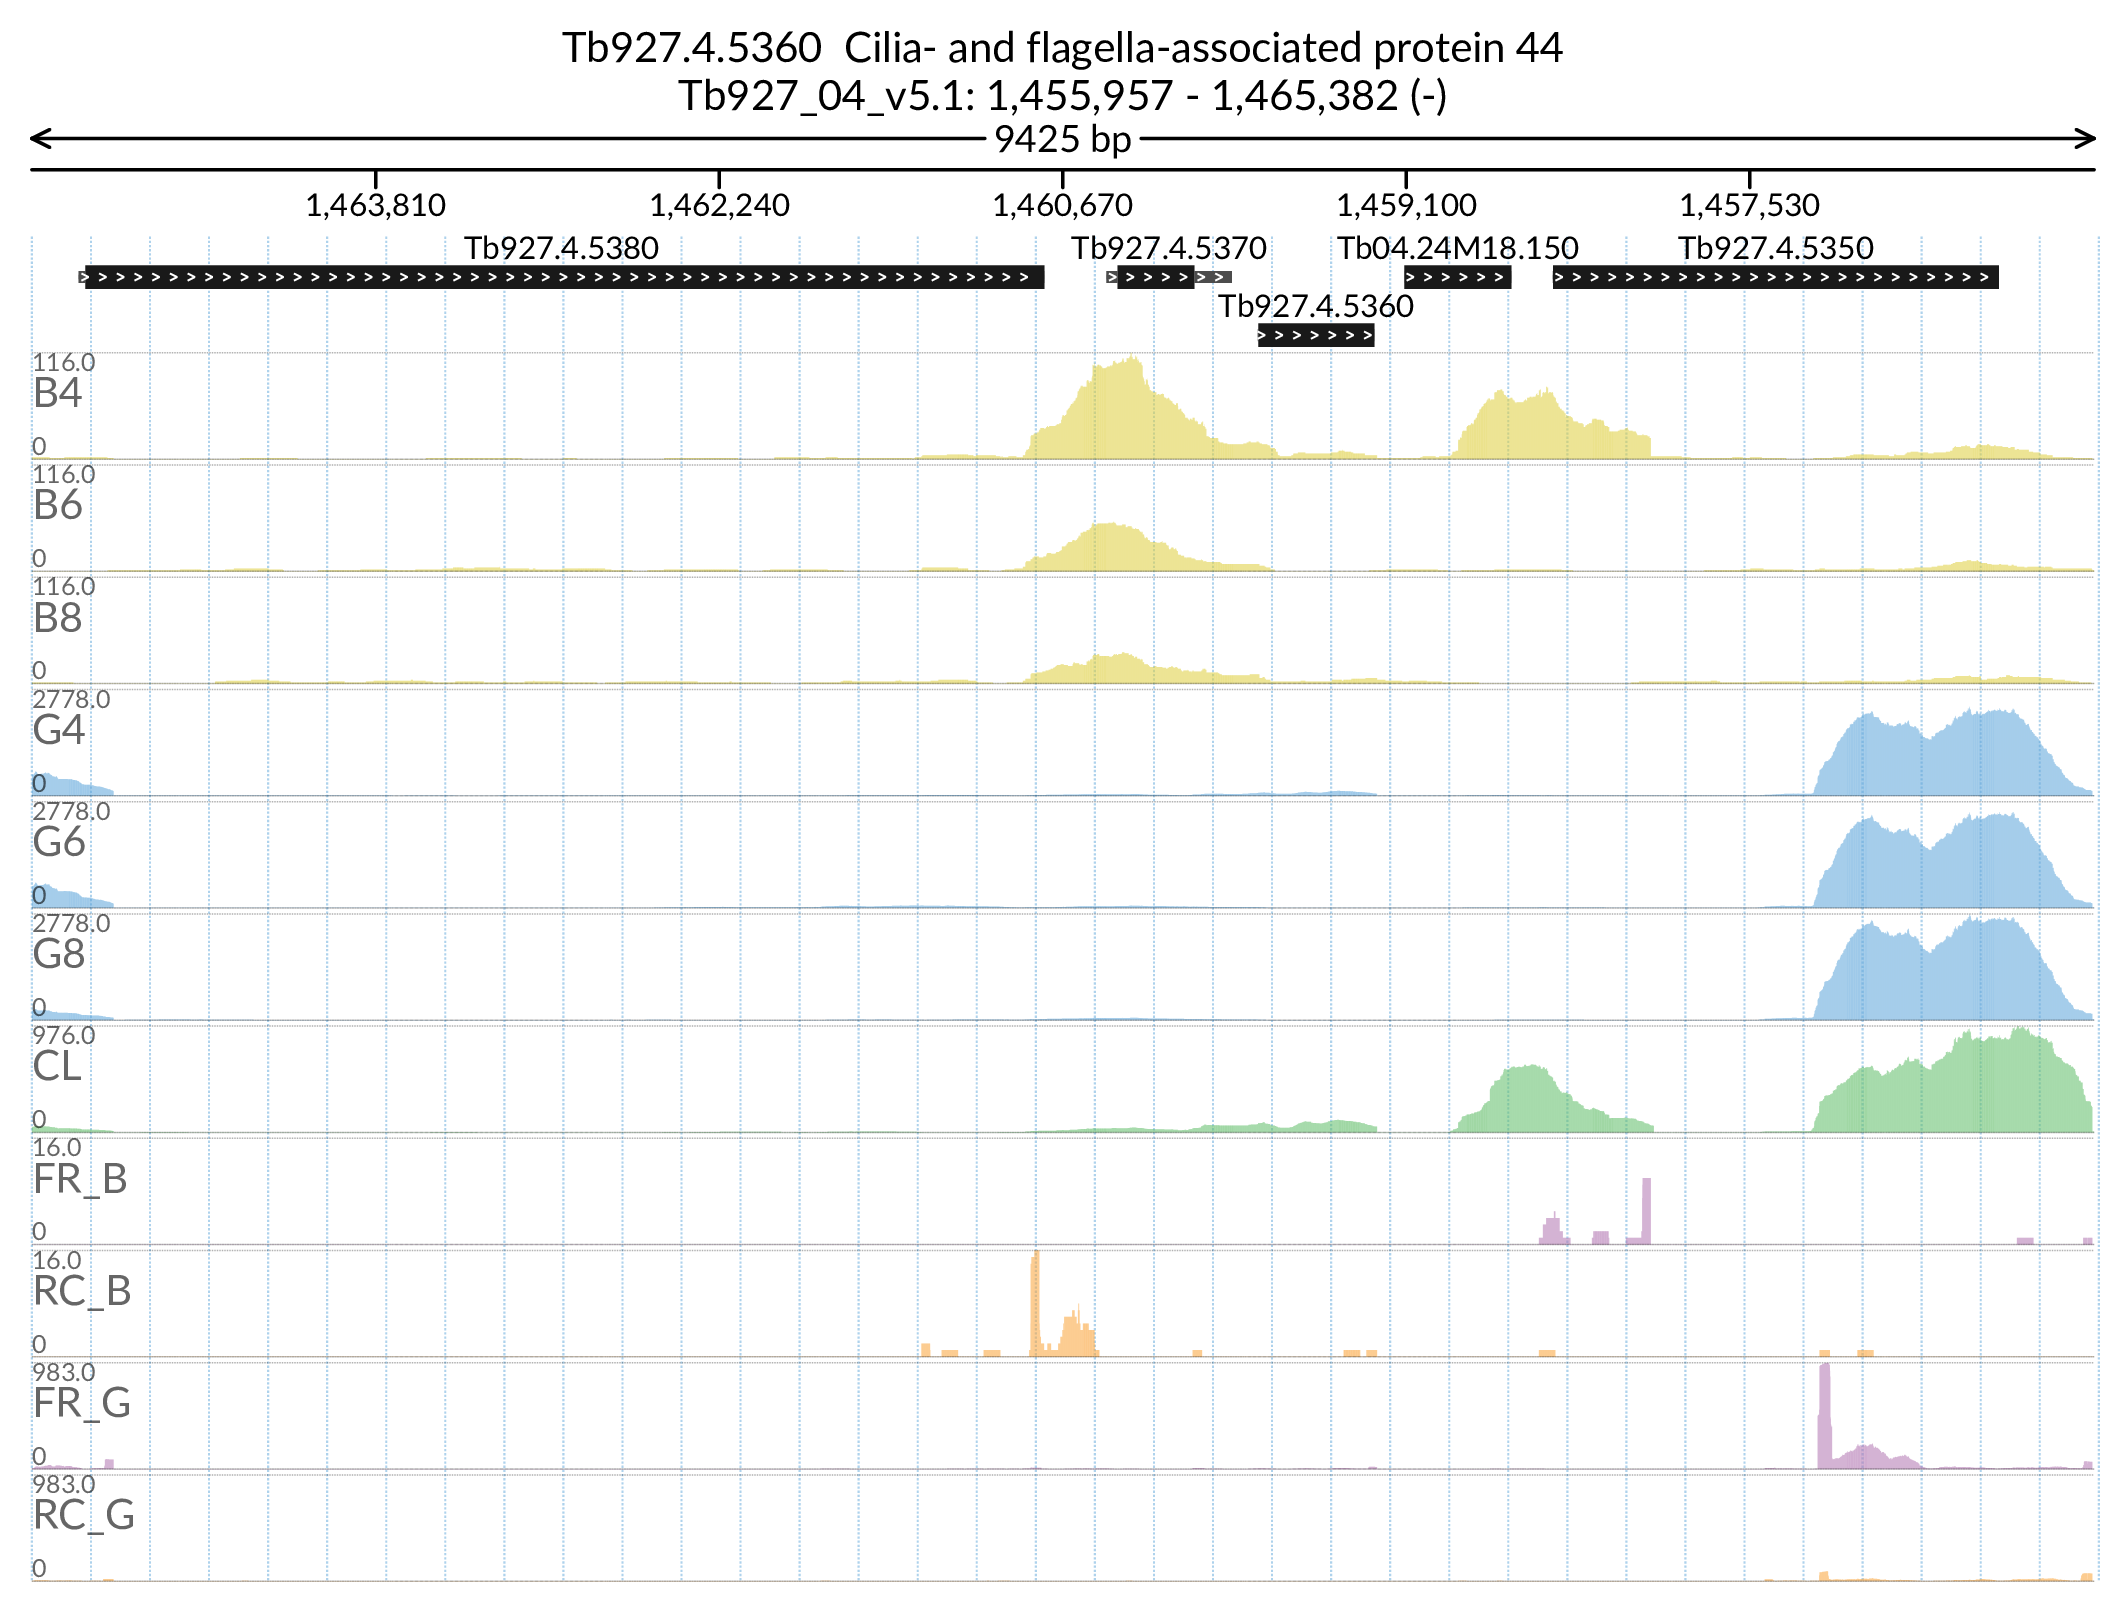 Tb927.4.5360  Cilia- and flagella-associated protein 44
Tb927_04_v5.1: 1,455,957 - 1,465,382 (-)
9425 bp
1,463,810 1,462,240 1,460,670 1,459,100 1,457,530
Tb927.4.5380 Tb927.4.5370 Tb04.24M18.150 Tb927.4.5350
Tb927.4.5360
116.0
B4
0
116.0
B6
0
116.0
B8
0
2778.0
G4
0
2778.0
G6
0
2778.0
G8
0
976.0
CL
0
16.0
FR_B
0
16.0
RC_B
0
983.0
FR_G
0
983.0
RC_G
0